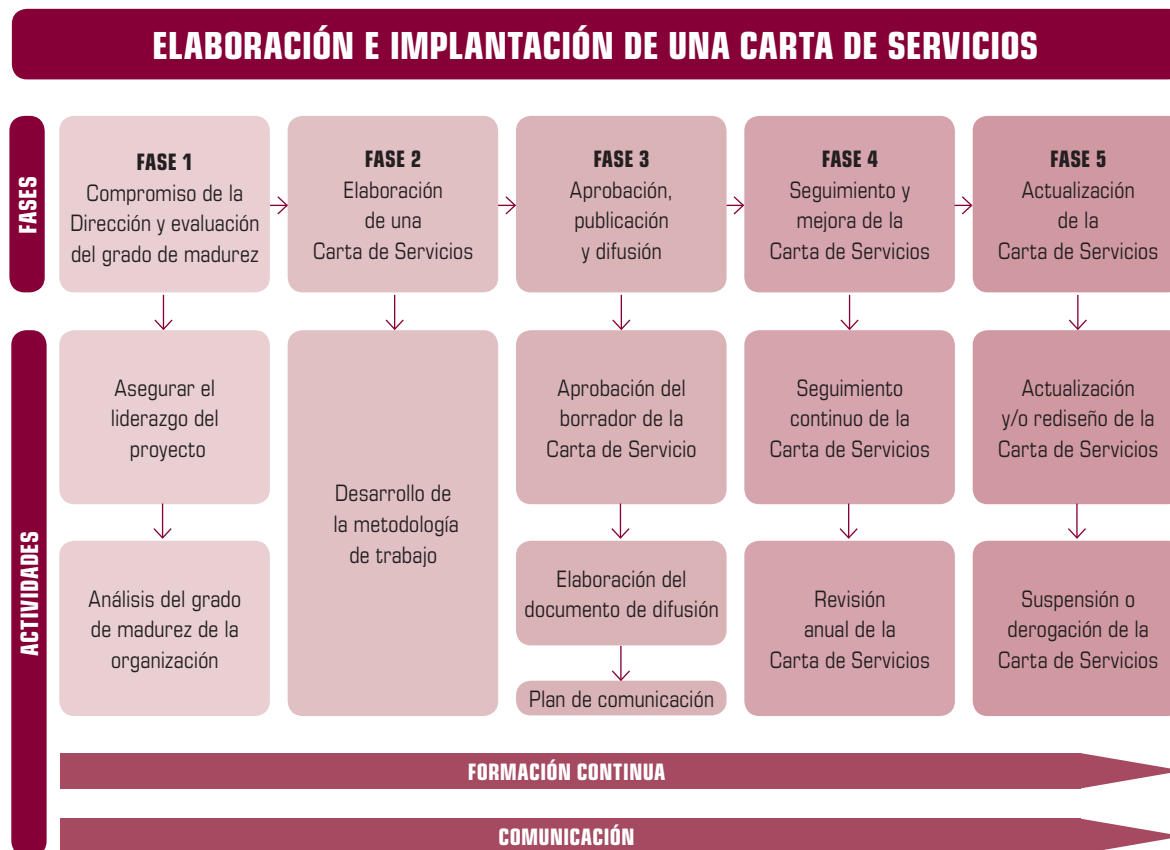 ELABORACIÓN E IMPLANTACIÓN DE UNA CARTA DE SERVICIOS
FASES
FASE 1
Compromiso de la
Dirección y evaluación
del grado de madurez
FASE 2
Elaboración
de una
Carta de Servicios
FASE 3
Aprobación,
publicación
y difusión
FASE 4
Seguimiento y
mejora de la
Carta de Servicios
FASE 5
Actualización
de la
Carta de Servicios
ACTIVIDADES
Asegurar el
liderazgo del
proyecto
Análisis del grado
de madurez de la
organización
Desarrollo de
la metodología
de trabajo
Aprobación del
borrador de la
Carta de Servicio
Elaboración del
documento de difusión
Plan de comunicación
Seguimiento
continuo de la
Carta de Servicios
Revisión
anual de la
Carta de Servicios
Actualización
y/o rediseño de la
Carta de Servicios
Suspensión o
derogación de la
Carta de Servicios
FORMACIÓN CONTINUA
COMUNICACIÓN